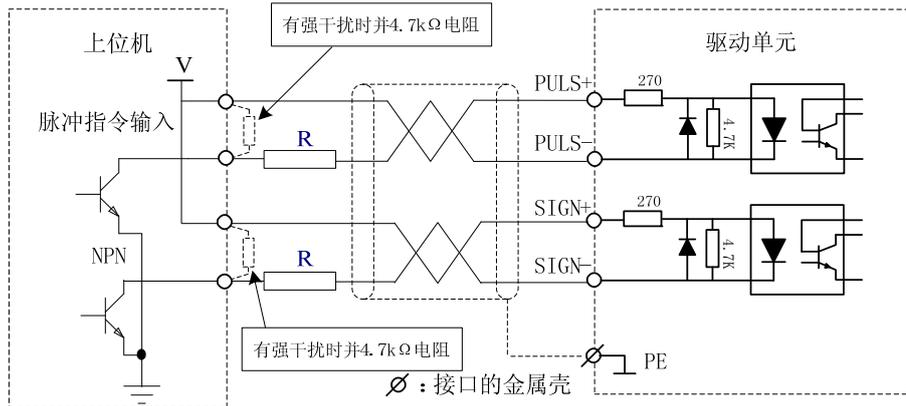 有强干扰时并4.7kΩ电阻
上位机
驱动单元
V
PULS+
270
脉冲指令输入
R
PULS-
4.7K
SIGN+
270
NPN
R
SIGN-
4.7K
有强干扰时并4.7kΩ电阻
PE
：接口的金属壳